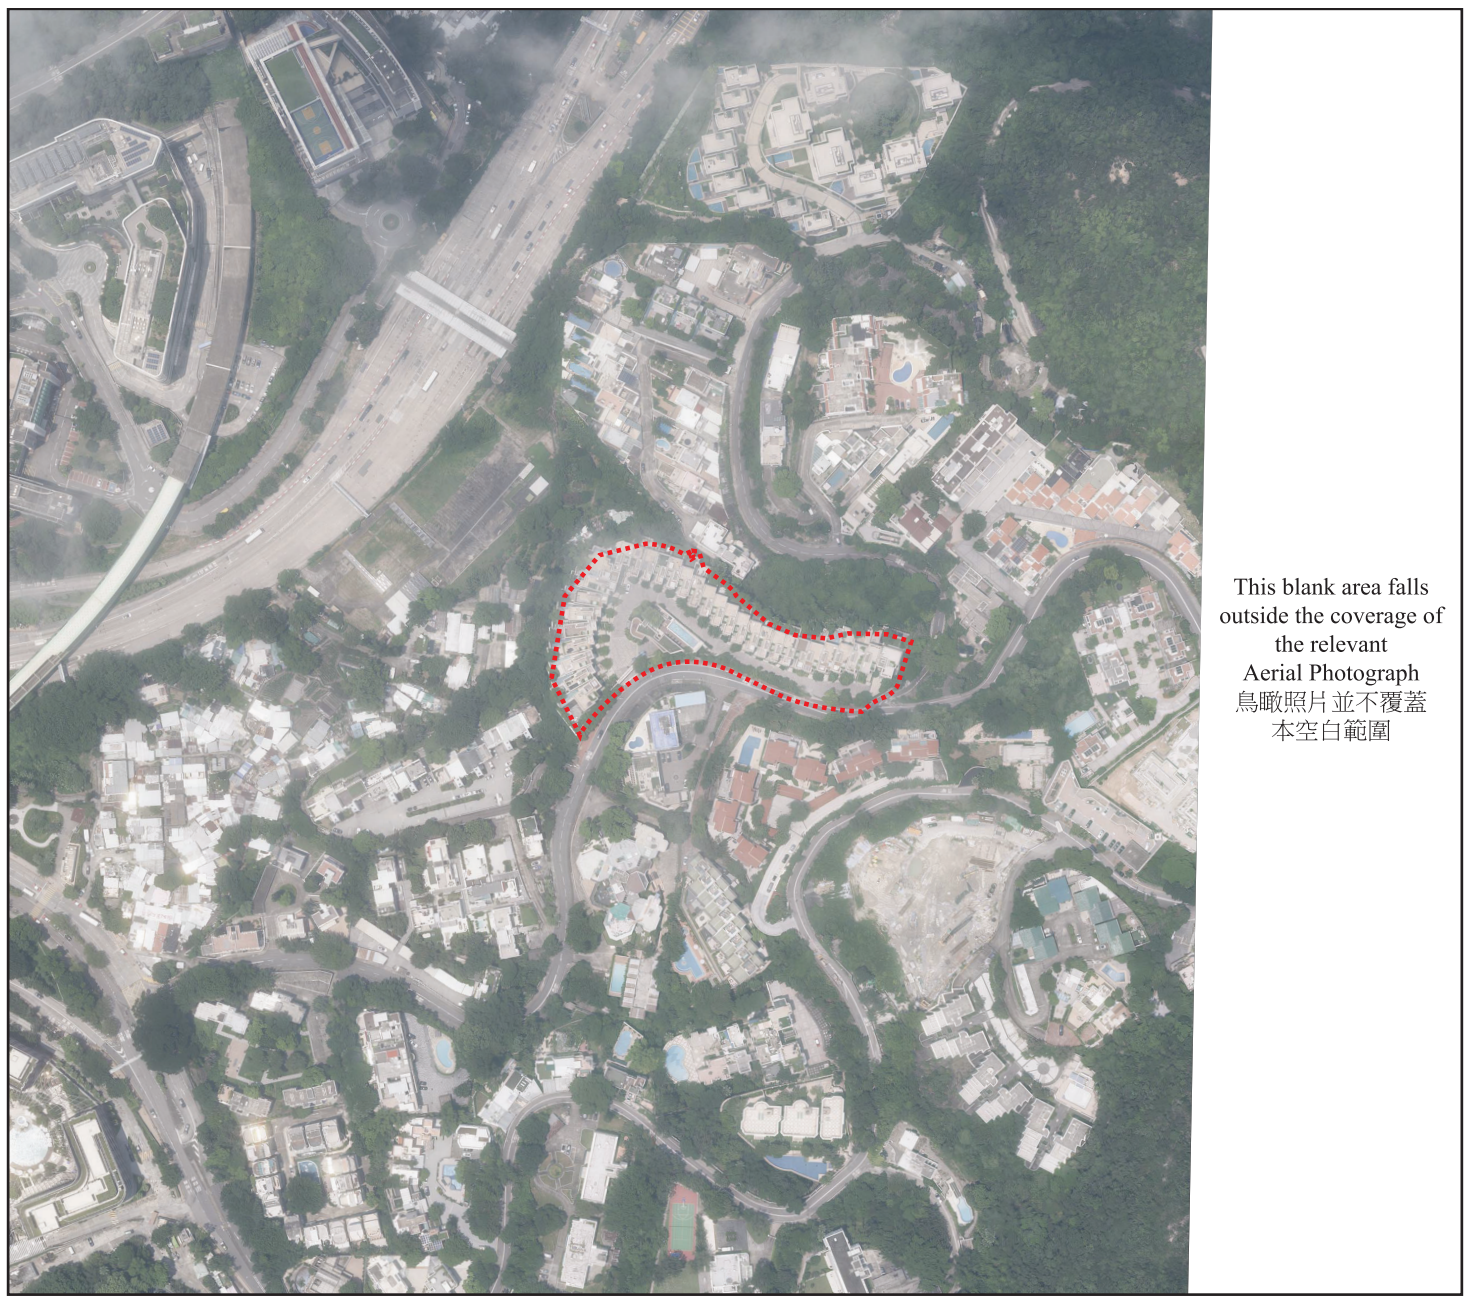 This blank area falls
outside the coverage of
the relevant
Aerial Photograph
鳥瞰照片並不覆蓋
本空白範圍